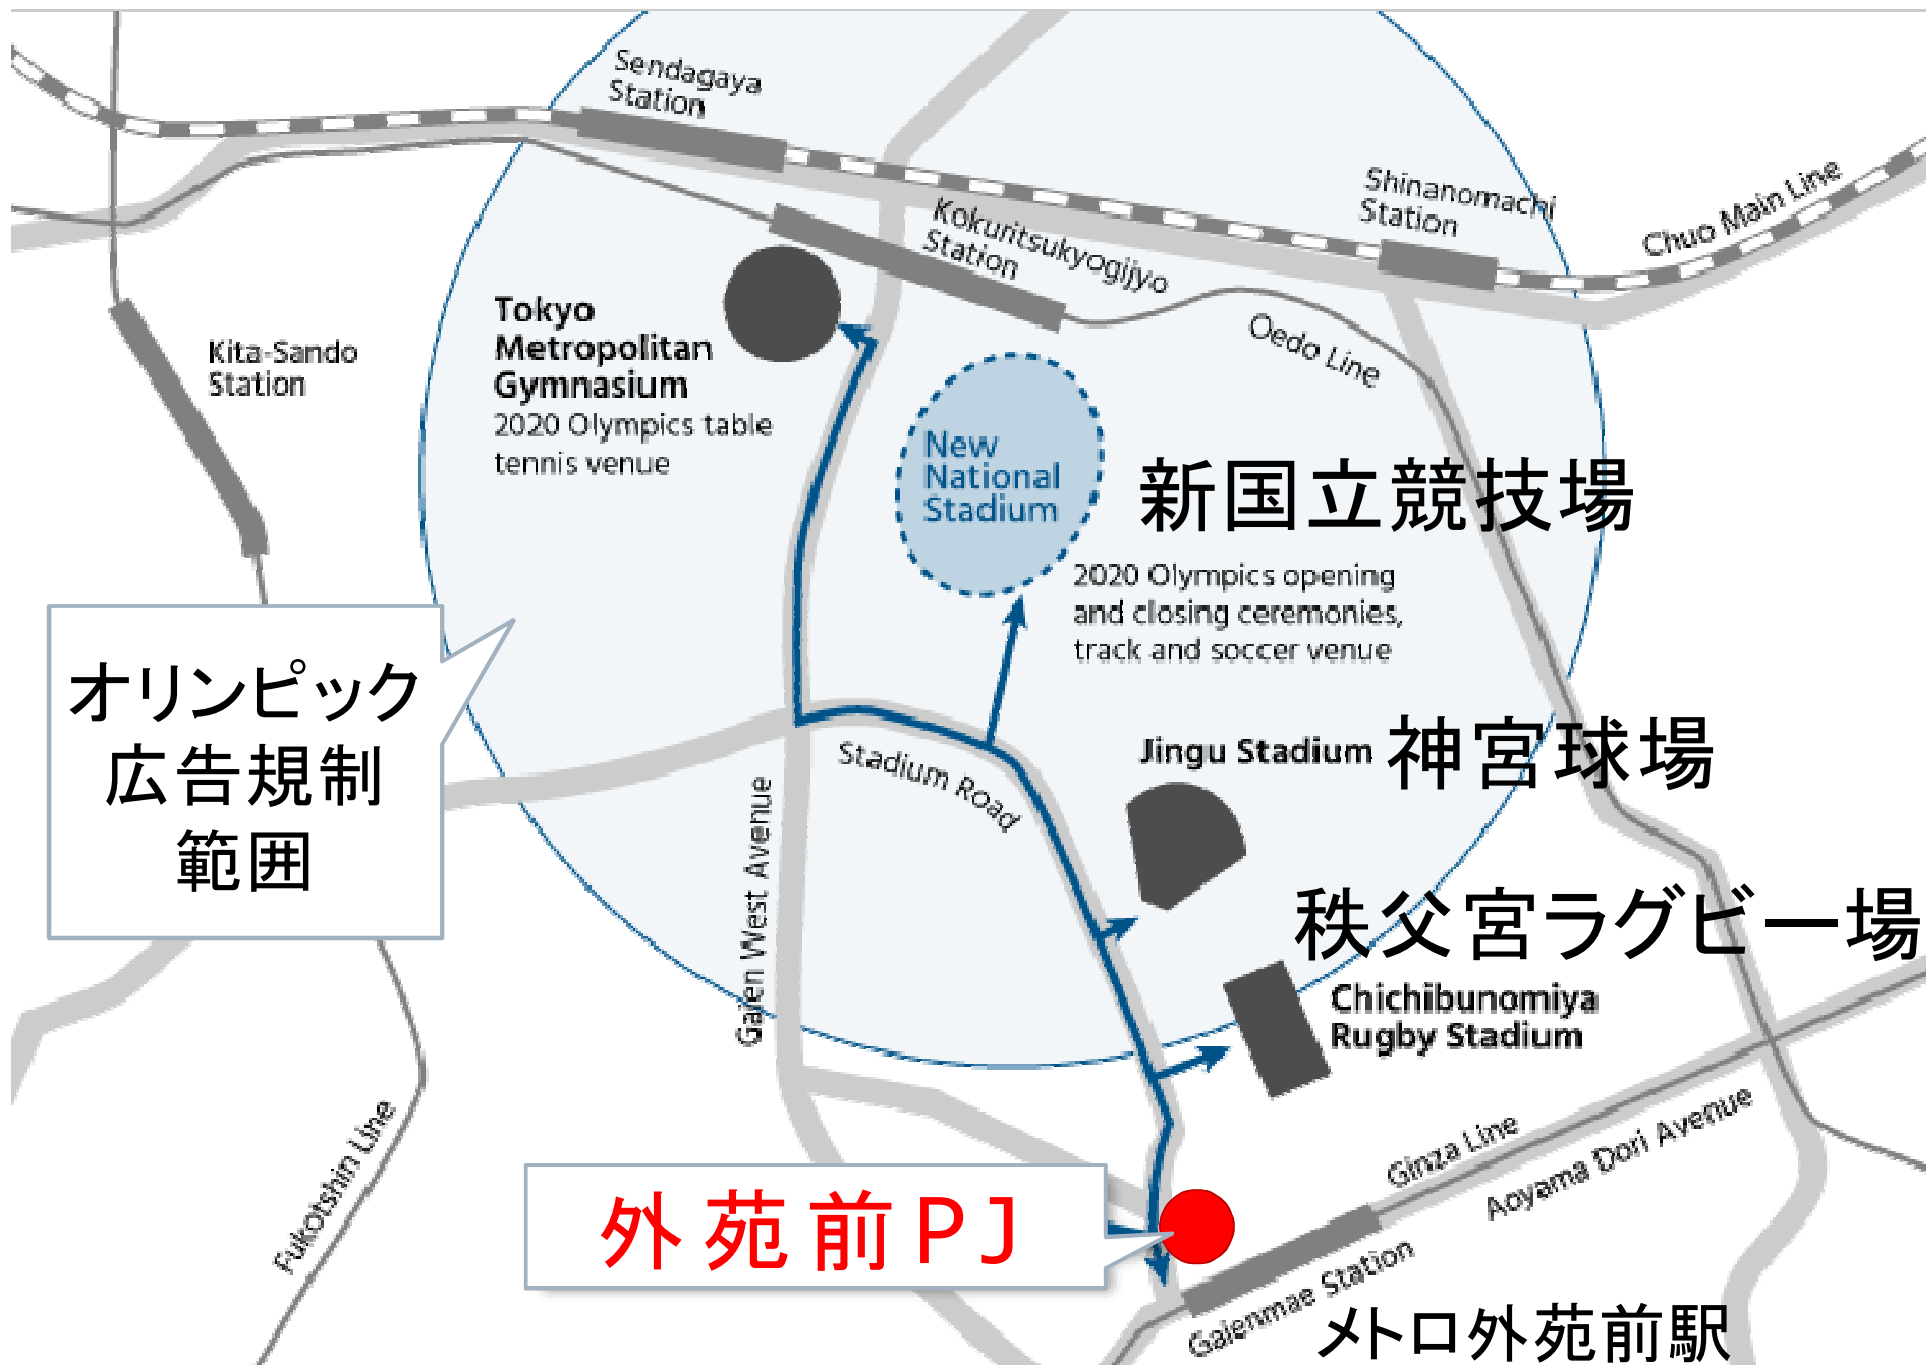 Sendagaya
Station
Shinanomachi
Station
Chuo Main Line
Kokuritsukyogijyo
Station
Oedo Line
Kita-Sando
Station
Tokyo
Metropolitan
Gymnasium
2020 Olympics table
tennis venue
New
National
Stadium
新国立競技場
2020 Olympics opening
and closing ceremonies,
track and soccer venue
オリンピック
広告規制
範囲
Jingu Stadium 神宮球場
Stadium Road
Gaien West Avenue
秩父宮ラグビー場
Chichibunomiya
Rugby Stadium
Fukotshin Line
Ginza Line
Aoyama Dori Avenue
外苑前PJ
Gaienmae Station
メトロ外苑前駅